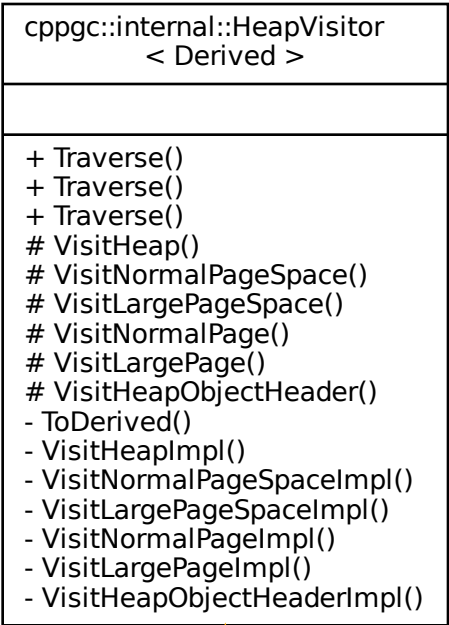 cppgc::internal::HeapVisitor
< Derived >
+ Traverse()
+ Traverse()
+ Traverse()
# VisitHeap()
# VisitNormalPageSpace()
# VisitLargePageSpace()
# VisitNormalPage()
# VisitLargePage()
# VisitHeapObjectHeader()
- ToDerived()
- VisitHeapImpl()
- VisitNormalPageSpaceImpl()
- VisitLargePageSpaceImpl()
- VisitNormalPageImpl()
- VisitLargePageImpl()
- VisitHeapObjectHeaderImpl()